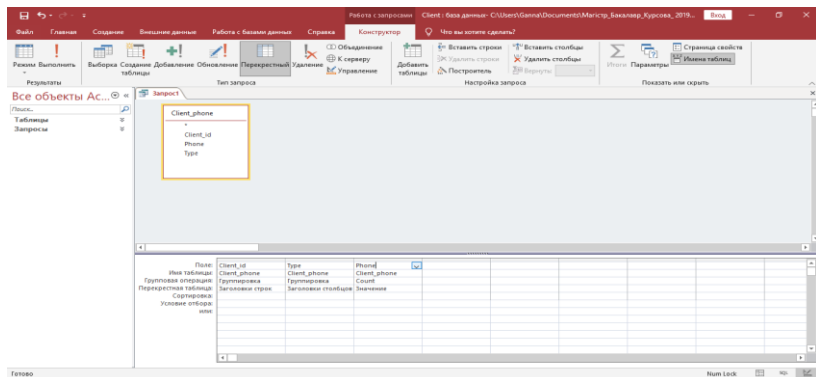 Работа с запросами Client : база данных- C:\Users\Ganna\Documents\Магістр_Бакалавр_Курсова_ 2019... Вход
Файл Главная Создание Внешние данные Работа с базами данных Справка Конструктор Что вы хотите сделать?
Режим Выполнить Выборка Создание таблицы Добавление Обновление Перекрестный Удаление
Объединение
К серверу
Управление
Добавить таблицы
Вставить строки
Удалить строки
Построитель
Вставить столбцы
Удалить столбцы
Вернуть:
Итоги Параметры
Страница свойств
Имена таблиц
Результаты Тип запроса Настройка запроса Показать или скрыть
Все объекты Ac...
Поиск...
Таблицы
Запросы
Запрос1
Client_phone
*
Client_id
Phone
Type
Поле: Client_id Type Phone
Имя таблицы: Client_phone Client_phone Client_phone
Групповая операция: Группировка Группировка Count
Перекрестная таблица: Заголовки строк Заголовки столбцов Значение
Сортировка:
Условие отбора:
или:
Готово Num Lock SQL